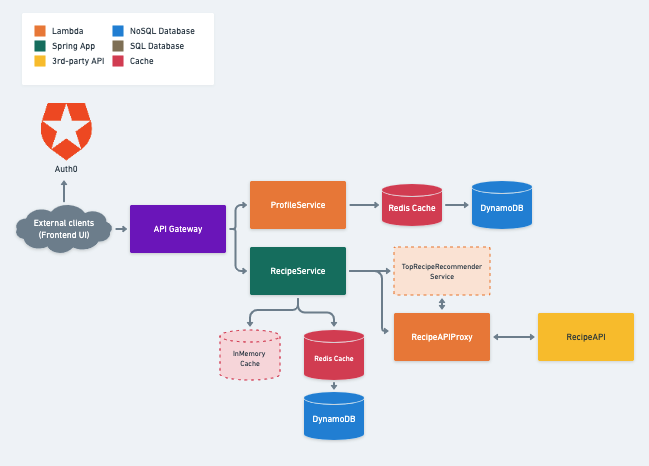 Lambda
NoSQL Database
Spring App
SQL Database
3rd-party API
Cache
Auth0
External clients
(Frontend UI)
API Gateway
ProfileService
Redis Cache
DynamoDB
RecipeService
TopRecipeRecommender
Service
InMemory
Cache
Redis Cache
RecipeAPIProxy
RecipeAPI
DynamoDB